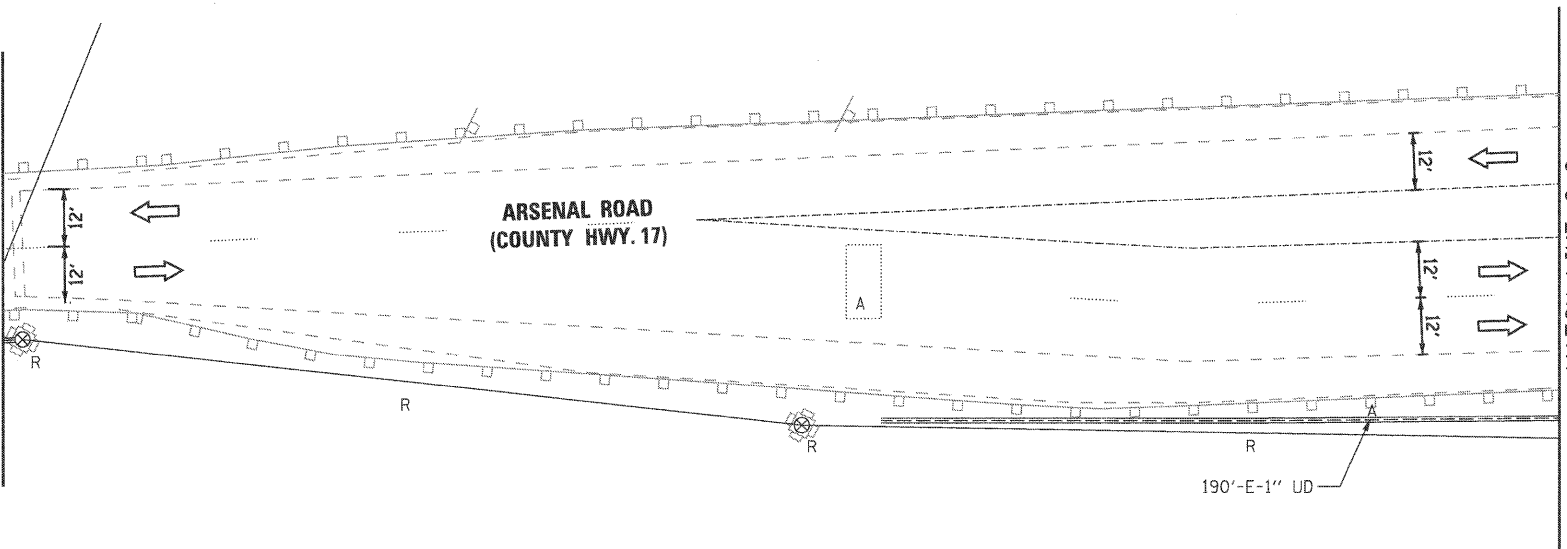 12'
12'
12'
12'
12'
ARSENAL ROAD
(COUNTY HWY. 17)
A
R
R
R
R
A
190'-E-1" UD